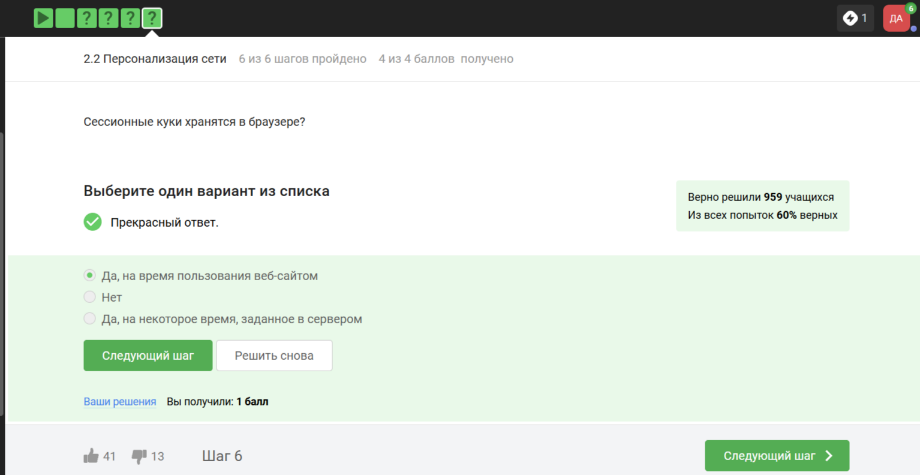 ? ? ? ?
1
ДА
6
2.2 Персонализация сети 6 из 6 шагов пройдено 4 из 4 баллов получено
Сессионные куки хранятся в браузере?
Выберите один вариант из списка
Прекрасный ответ.
Верно решили 959 учащихся
Из всех попыток 60% верных
Да, на время пользования веб-сайтом
Нет
Да, на некоторое время, заданное в сервером
Следующий шаг
Решить снова
Ваши решения Вы получили: 1 балл
41 13 Шаг 6
Следующий шаг